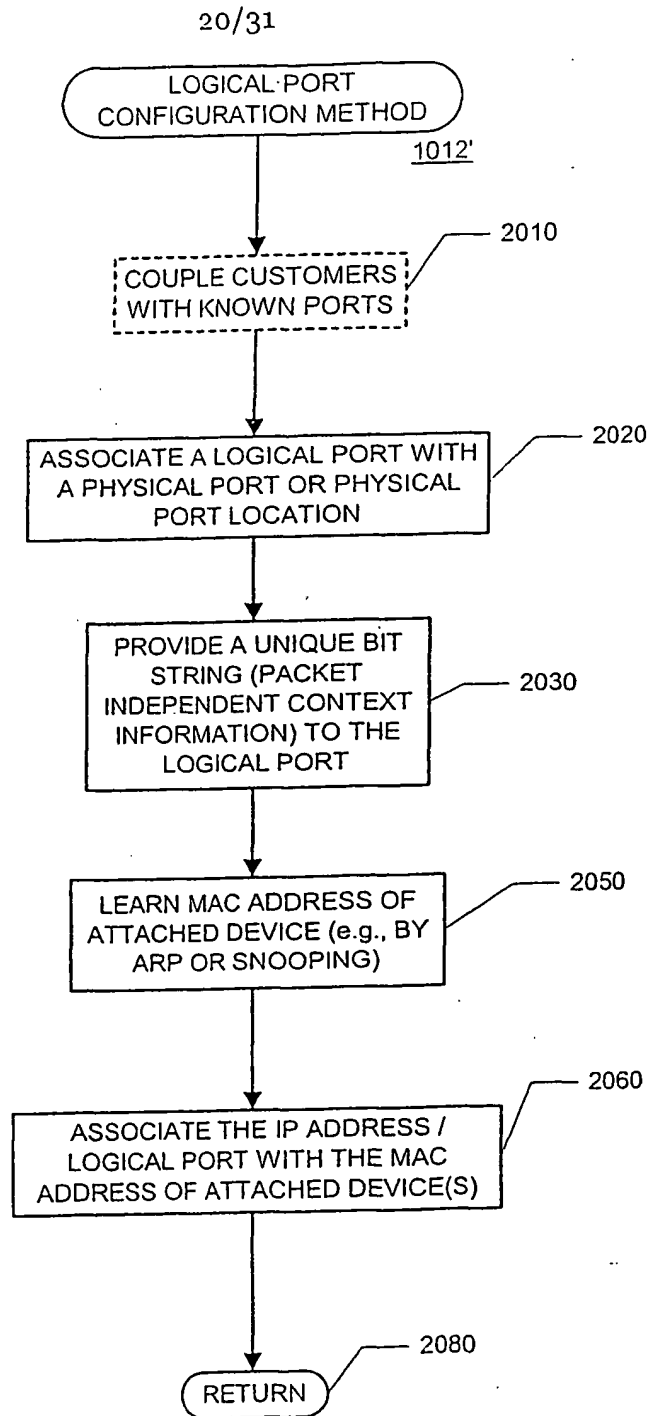 20/31
LOGICAL PORT
CONFIGURATION METHOD
1012'
2010
COUPLE CUSTOMERS
WITH KNOWN PORTS
2020
ASSOCIATE A LOGICAL PORT WITH
A PHYSICAL PORT OR PHYSICAL
PORT LOCATION
PROVIDE A UNIQUE BIT
STRING (PACKET
INDEPENDENT CONTEXT
INFORMATION) TO THE
LOGICAL PORT
2030
LEARN MAC ADDRESS OF
ATTACHED DEVICE (e.g., BY
ARP OR SNOOPING)
2050
2060
ASSOCIATE THE IP ADDRESS /
LOGICAL PORT WITH THE MAC
ADDRESS OF ATTACHED DEVICE(S)
2080
RETURN